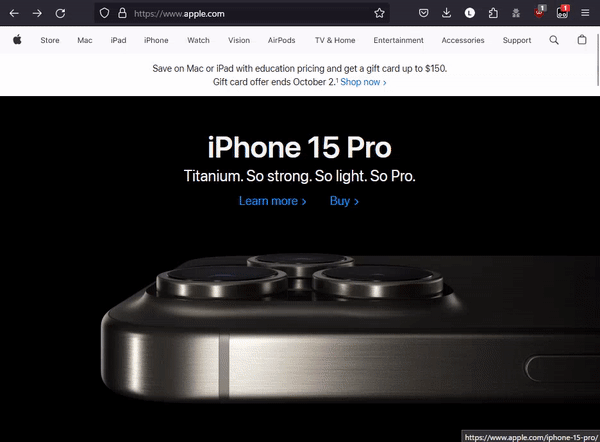 https://www.apple.com
1
1
Store Mac iPad iPhone Watch Vision AirPods TV & Home Entertainment Accessories Support
Save on Mac or iPad with education pricing and get a gift card up to $150.
Gift card offer ends October 2.¹ Shop now >
iPhone 15 Pro
Titanium. So strong. So light. So Pro.
Learn more > Buy >
https://www.apple.com/iphone-15-pro/